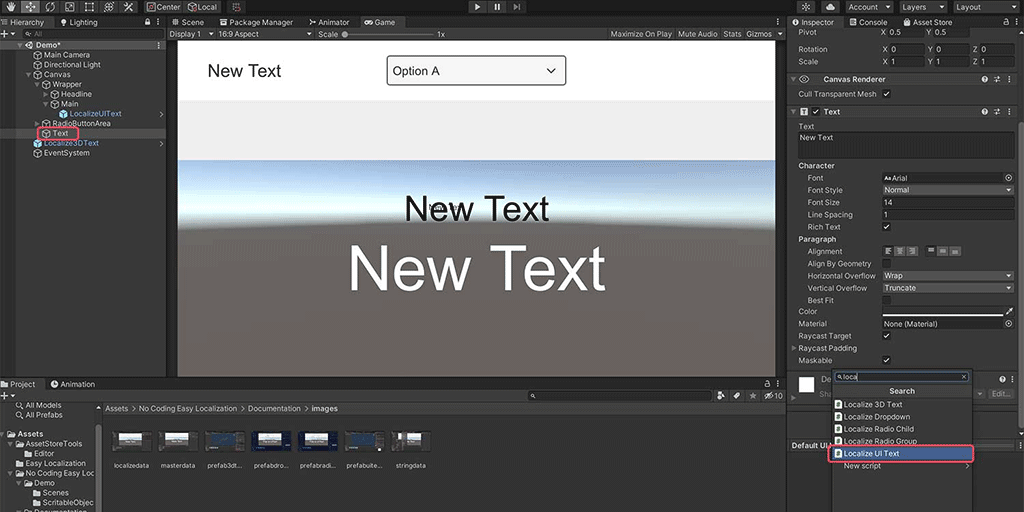 Center Local
Account Layers Layout
Hierarchy Lighting
Scene Package Manager Animator Game
Inspector Console Asset Store
All
Display 1 16:9 Aspect Scale 1x Maximize On Play Mute Audio Stats Gizmos
Demo*
Main Camera
Directional Light
Canvas
Wrapper
Headline
Main
LocalizeUIText
RadioButtonArea
Text
Localize3DText
EventSystem
New Text
Option A
New Text
New Text
Pivot X 0.5 Y 0.5
Rotation X 0 Y 0 Z 0
Scale X 1 Y 1 Z 1
Canvas Renderer
Cull Transparent Mesh
Text
Text
New Text
Character
Font Arial
Font Style Normal
Font Size 14
Line Spacing 1
Rich Text
Paragraph
Alignment
Align By Geometry
Horizontal Overflow Wrap
Vertical Overflow Truncate
Best Fit
Color
Material None (Material)
Raycast Target
Raycast Padding
Maskable
loca
Search
Localize 3D Text
Localize Dropdown
Localize Radio Child
Localize Radio Group
Localize UI Text
New script
De
Sha
Edit...
Default UI
Project Animation
10
All Models
All Prefabs
Assets
AssetStoreTools
Editor
Easy Localization
No Coding Easy Loc
Demo
Scenes
ScritableObjec
Documentation
Assets No Coding Easy Localization Documentation images
localizedata masterdata prefab3dt... prefabdro... prefabradi... prefabuite... stringdata